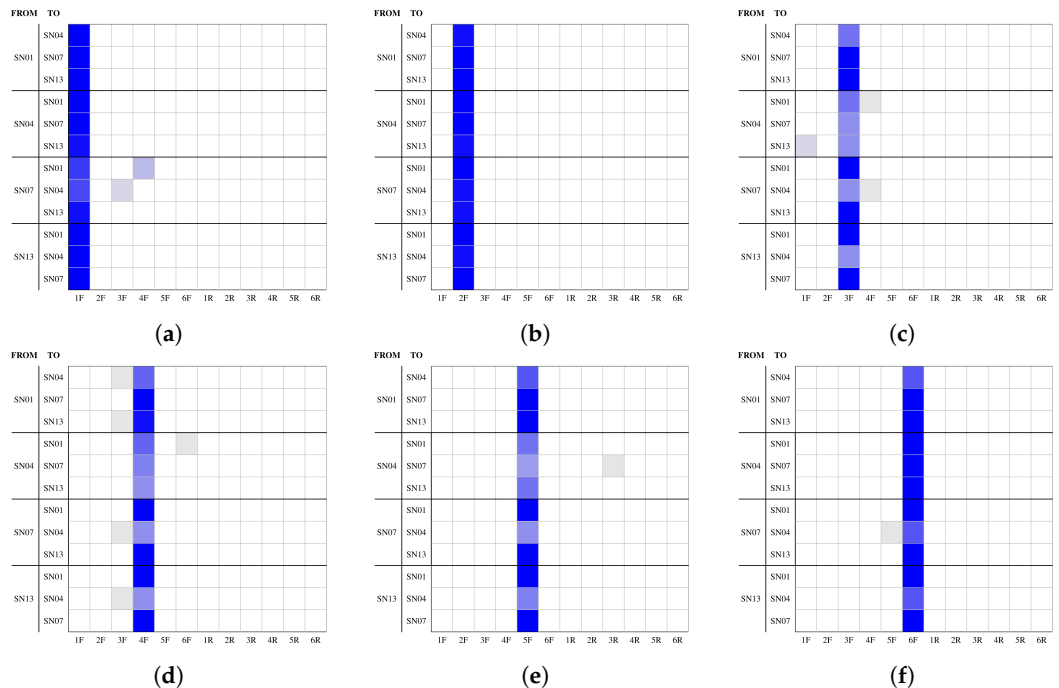 FROM TO FROM TO FROM TO
SN04 SN04 SN04
SN01 SN07 SN01 SN07 SN01 SN07
SN13 SN13 SN13
SN01 SN01 SN01
SN04 SN07 SN04 SN07 SN04 SN07
SN13 SN13 SN13
SN01 SN01 SN01
SN07 SN04 SN07 SN04 SN07 SN04
SN13 SN13 SN13
SN01 SN01 SN01
SN13 SN04 SN13 SN04 SN13 SN04
SN07 SN07 SN07
1F 2F 3F 4F 5F 6F 1R 2R 3R 4R 5R 6R 1F 2F 3F 4F 5F 6F 1R 2R 3R 4R 5R 6R 1F 2F 3F 4F 5F 6F 1R 2R 3R 4R 5R 6R
(a) (b) (c)
FROM TO FROM TO FROM TO
SN04 SN04 SN04
SN01 SN07 SN01 SN07 SN01 SN07
SN13 SN13 SN13
SN01 SN01 SN01
SN04 SN07 SN04 SN07 SN04 SN07
SN13 SN13 SN13
SN01 SN01 SN01
SN07 SN04 SN07 SN04 SN07 SN04
SN13 SN13 SN13
SN01 SN01 SN01
SN13 SN04 SN13 SN04 SN13 SN04
SN07 SN07 SN07
1F 2F 3F 4F 5F 6F 1R 2R 3R 4R 5R 6R 1F 2F 3F 4F 5F 6F 1R 2R 3R 4R 5R 6R 1F 2F 3F 4F 5F 6F 1R 2R 3R 4R 5R 6R
(d) (e) (f)